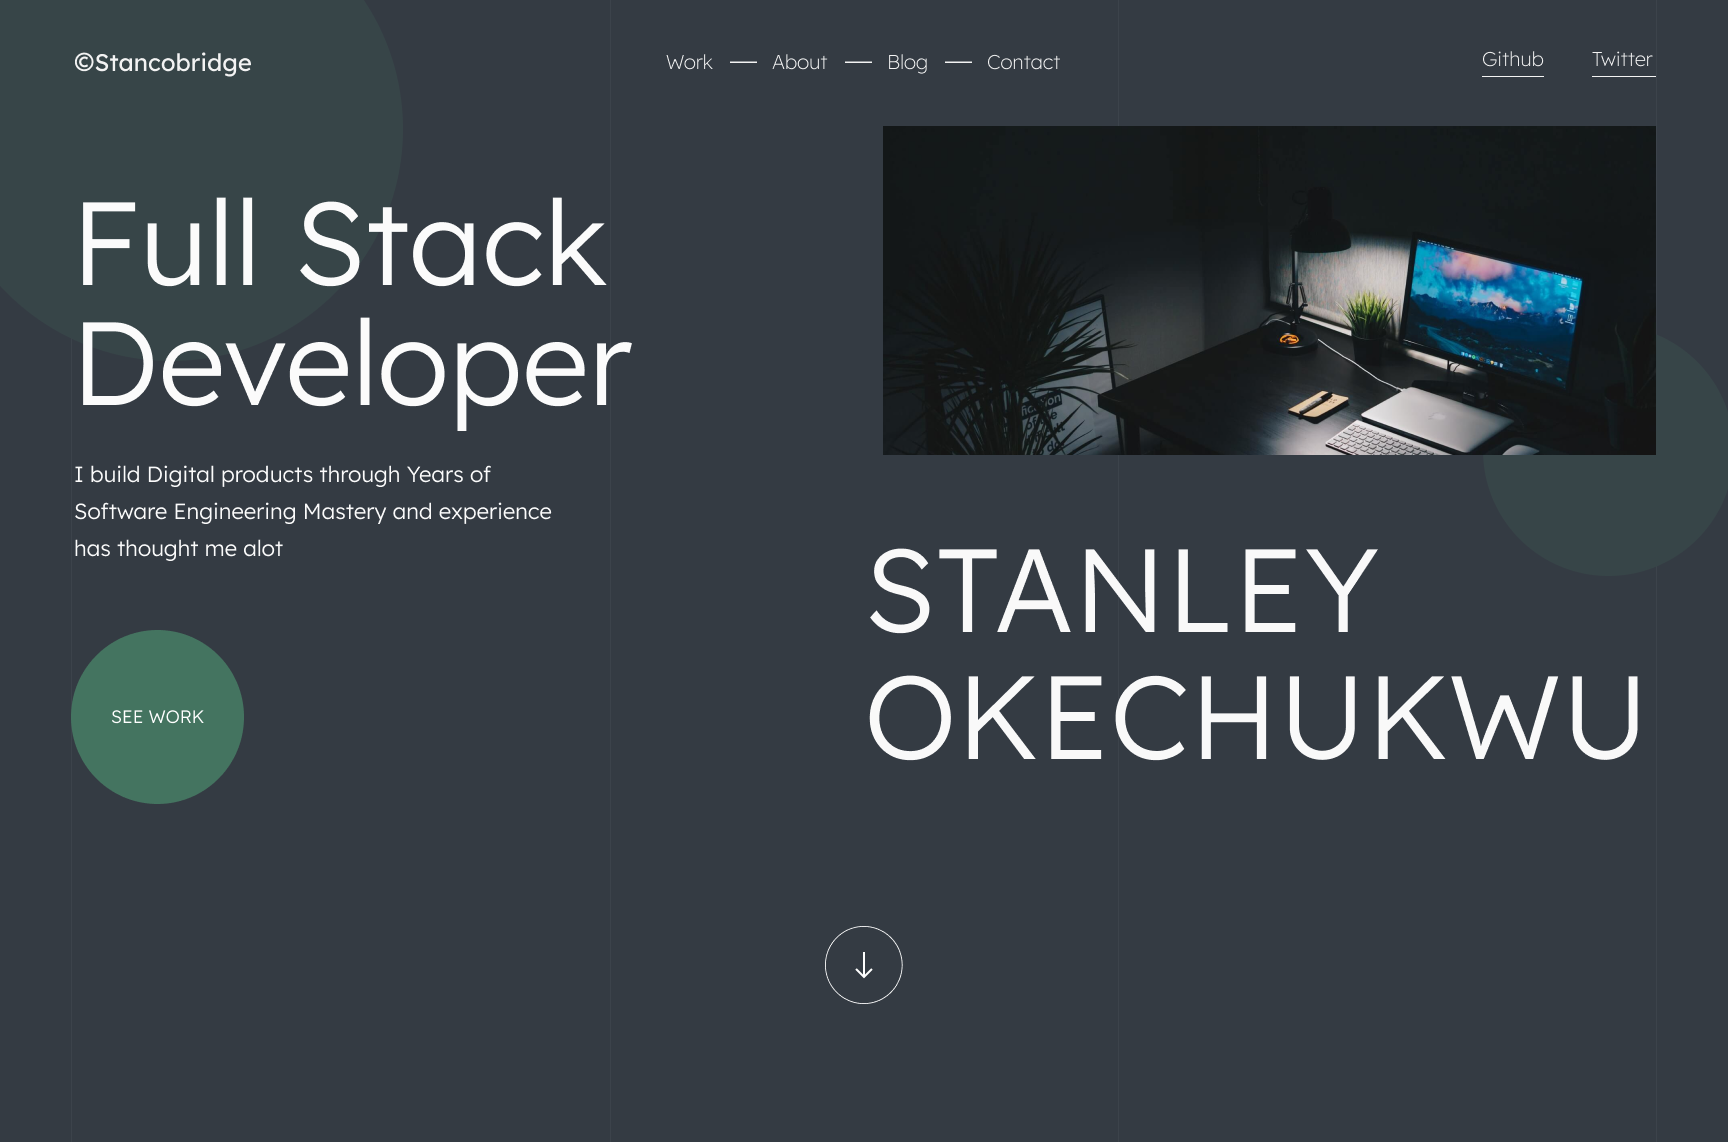 ©Stancobridge
Work — About — Blog — Contact
Github
Twitter
Full Stack
Developer
I build Digital products through Years of
Software Engineering Mastery and experience
has thought me alot
SEE WORK
STANLEY
OKECHUKWU